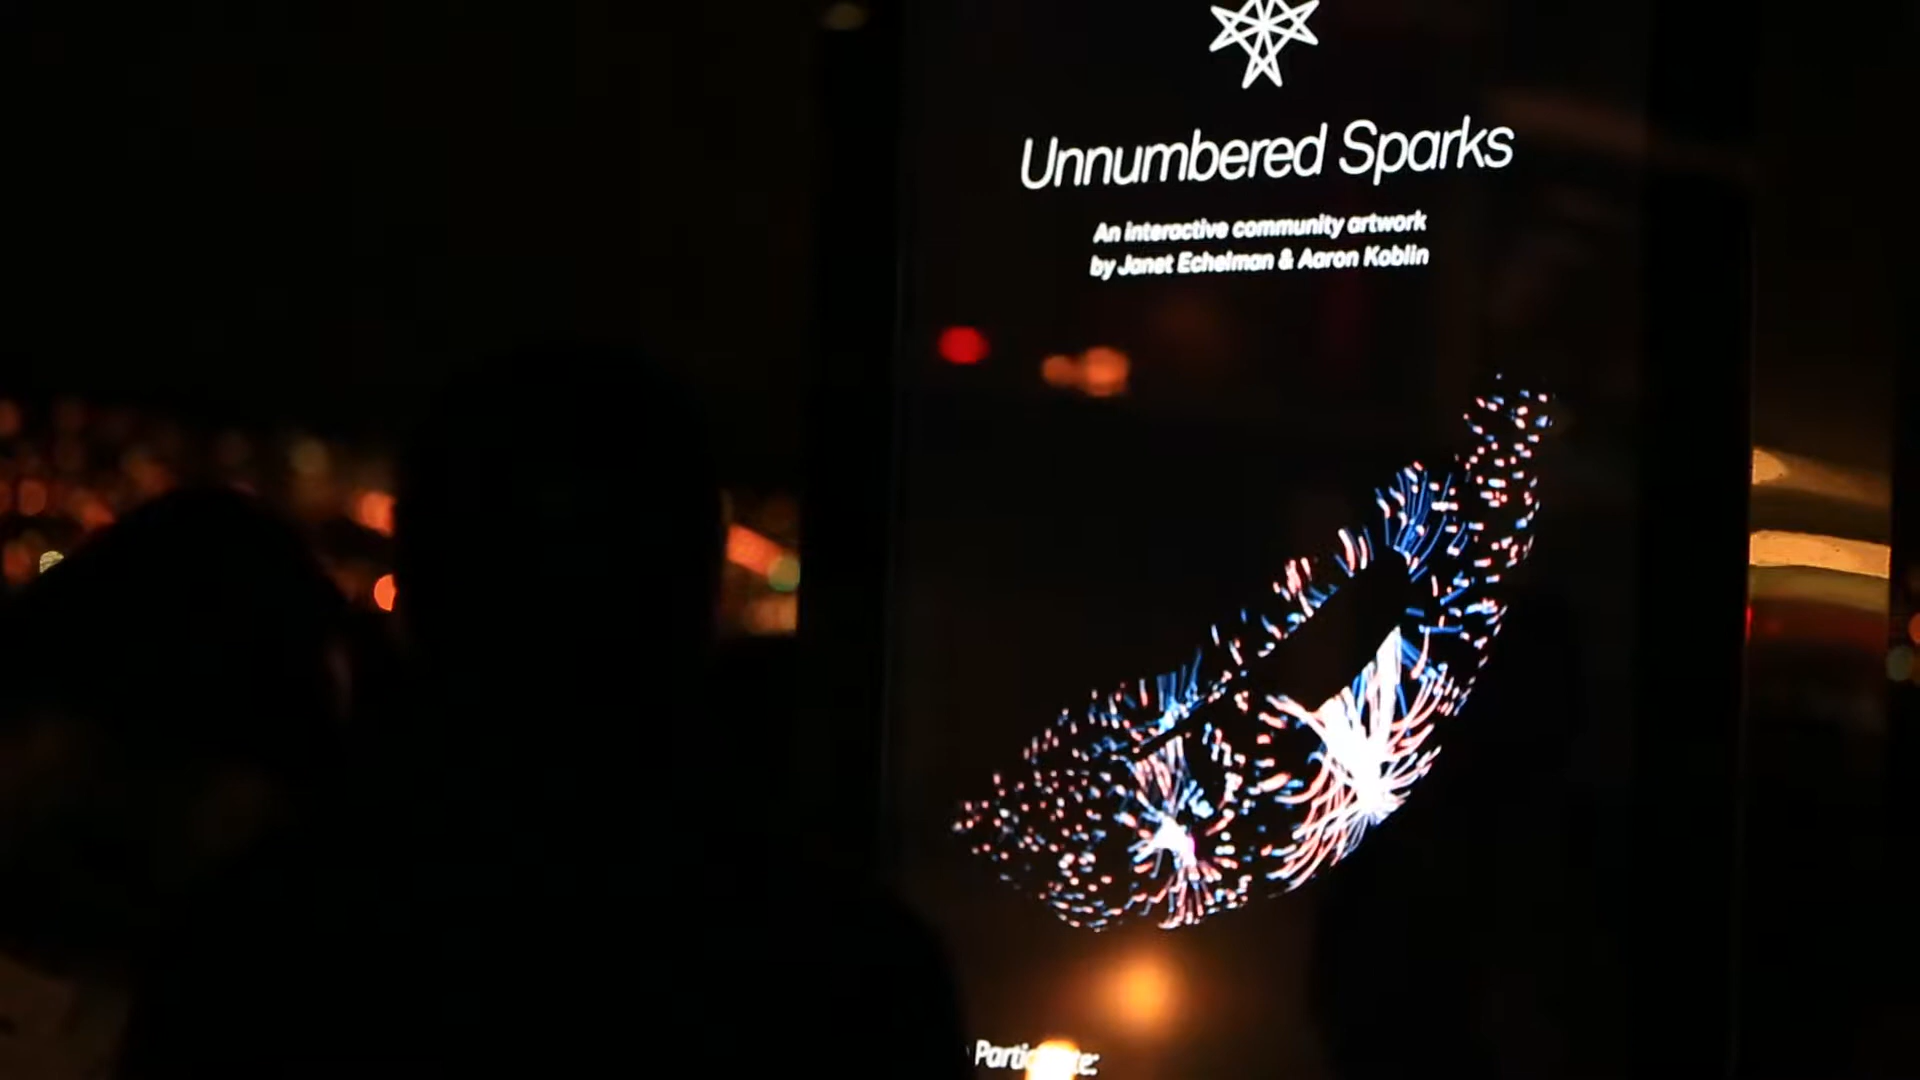 Unnumbered Sparks
An interactive community artwork
by Janet Echelman & Aaron Koblin